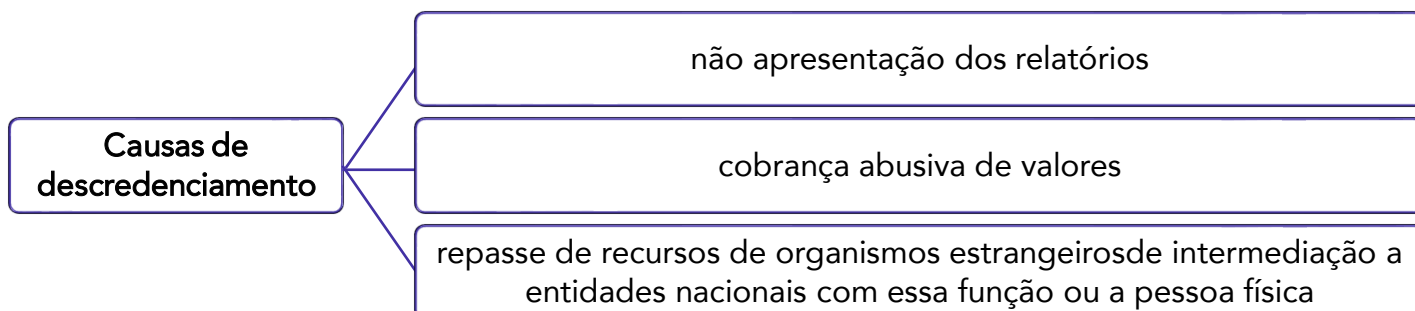 não apresentação dos relatórios
Causas de
descredenciamento
cobrança abusiva de valores
repasse de recursos de organismos estrangeirosde intermediação a
entidades nacionais com essa função ou a pessoa física